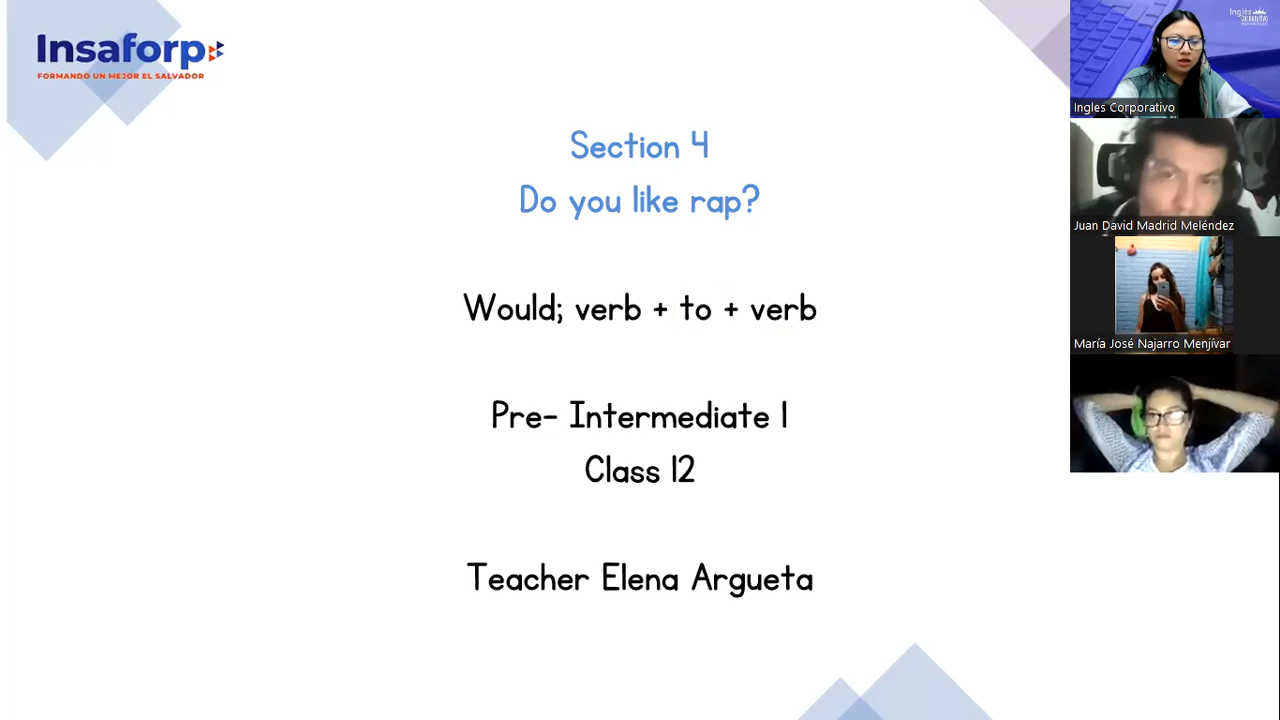 Insaforp
FORMANDO UN MEJOR EL SALVADOR
Section 4
Do you like rap?
Would; verb + to + verb
Pre- Intermediate 1
Class 12
Teacher Elena Argueta
Ingles Corporativo
Juan David Madrid Meléndez
María José Najarro Menjívar